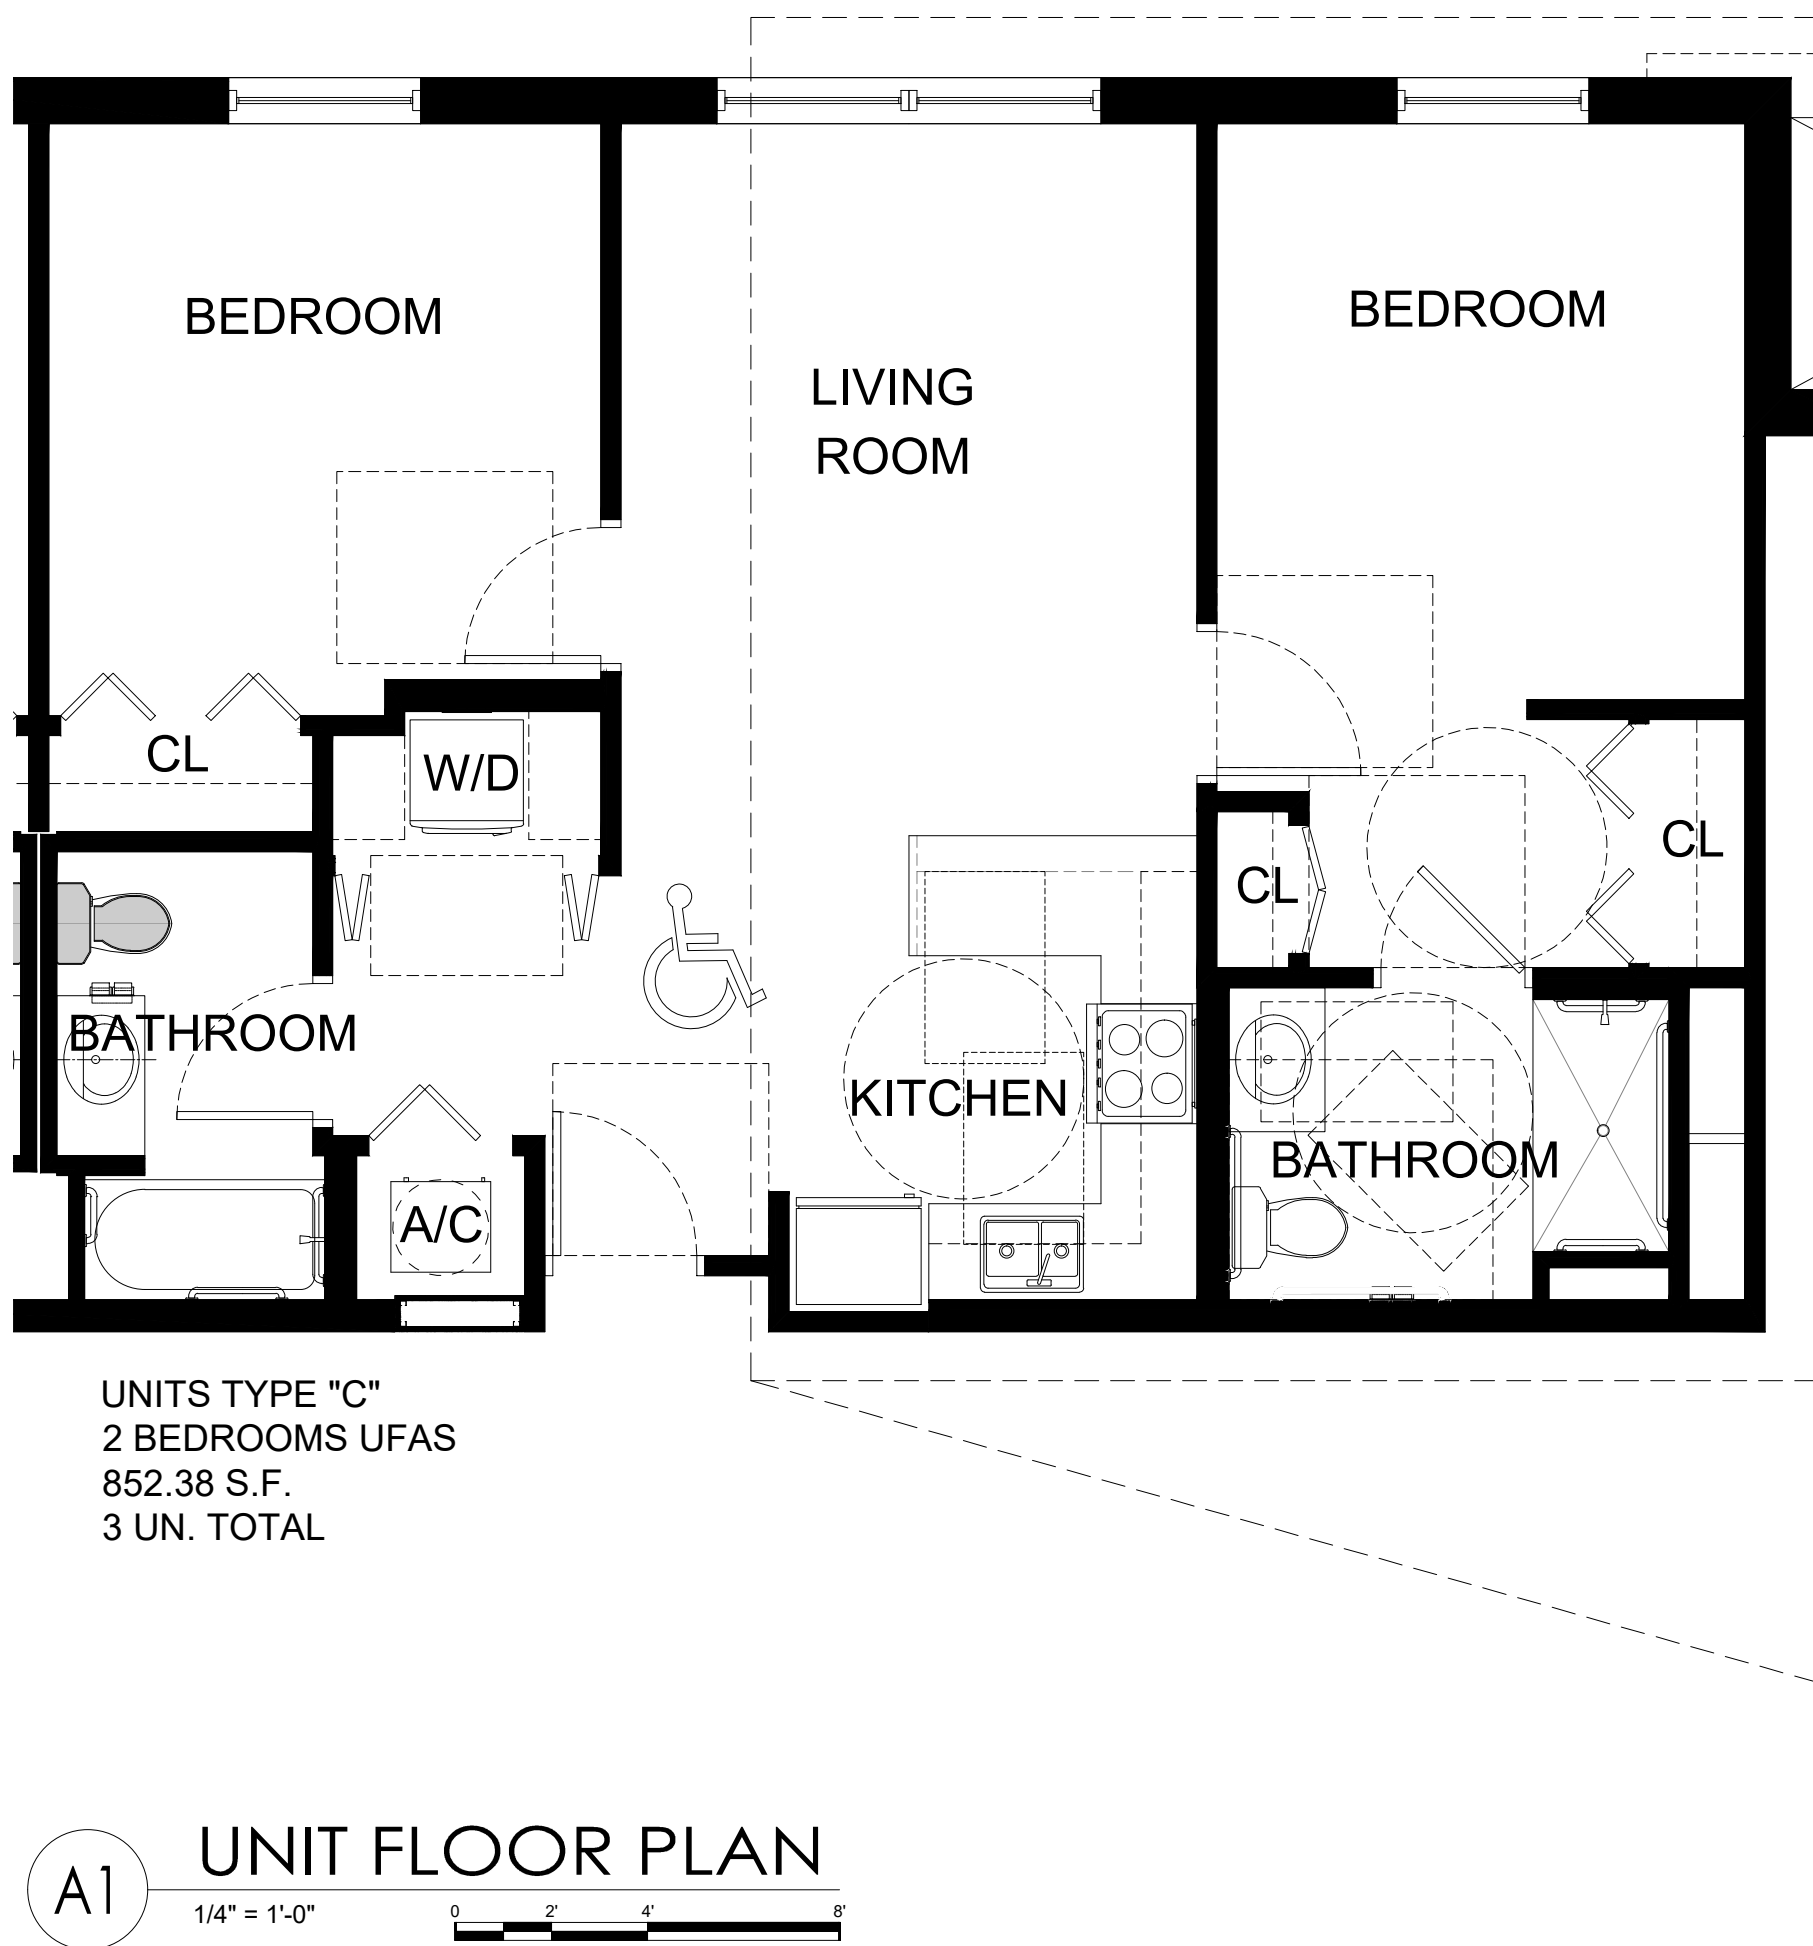 BEDROOM
BEDROOM
LIVING
ROOM
CL
W/D
CL
CL
BATHROOM
KITCHEN
BATHROOM
A/C
UNITS TYPE "C"
2 BEDROOMS UFAS
852.38 S.F.
3 UN. TOTAL
A1
UNIT FLOOR PLAN
1/4" = 1'-0"
0 2' 4' 8'